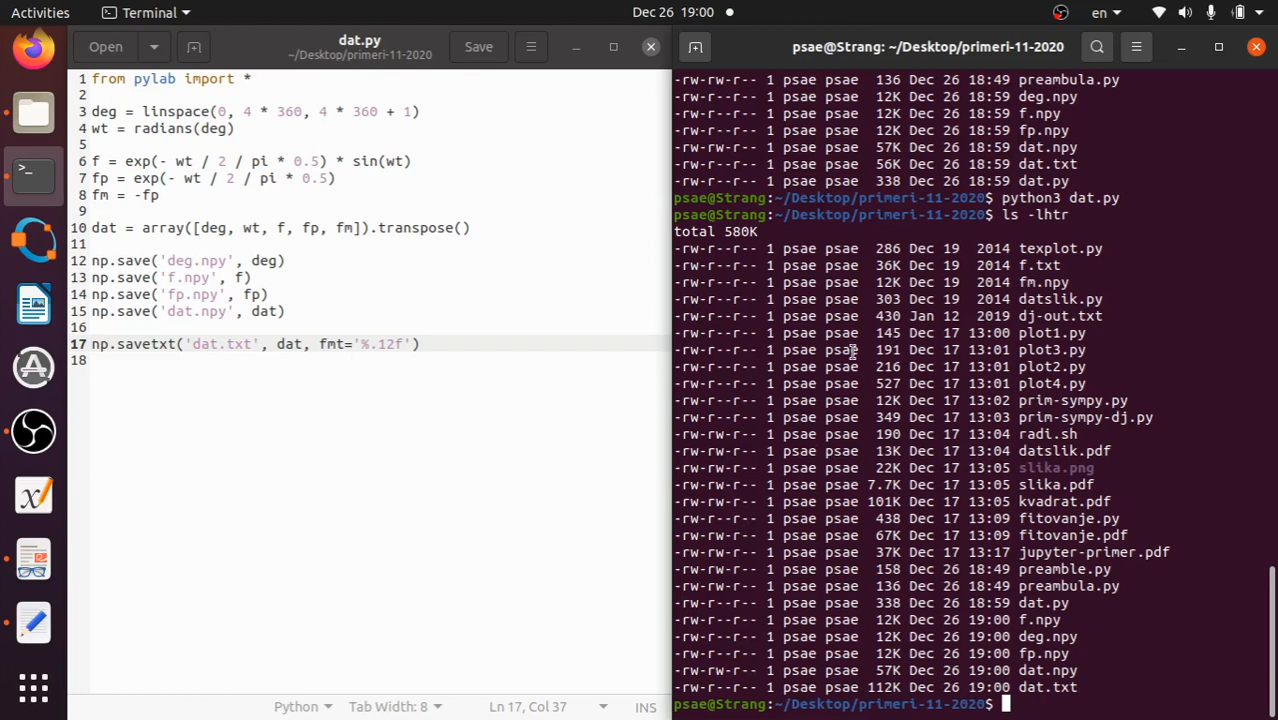 Activities Terminal Dec 26 19:00 en
Open dat.py ~/Desktop/primeri-11-2020 Save
1 from pylab import *
2
3 deg = linspace(0, 4 * 360, 4 * 360 + 1)
4 wt = radians(deg)
5
6 f = exp(- wt / 2 / pi * 0.5) * sin(wt)
7 fp = exp(- wt / 2 / pi * 0.5)
8 fm = -fp
9
10 dat = array([deg, wt, f, fp, fm]).transpose()
11
12 np.save('deg.npy', deg)
13 np.save('f.npy', f)
14 np.save('fp.npy', fp)
15 np.save('dat.npy', dat)
16
17 np.savetxt('dat.txt', dat, fmt='%.12f')
18
Python Tab Width: 8 Ln 17, Col 37 INS
psae@Strang: ~/Desktop/primeri-11-2020
-rw-rw-r-- 1 psae psae 136 Dec 26 18:49 preambula.py
-rw-r--r-- 1 psae psae 12K Dec 26 18:59 deg.npy
-rw-r--r-- 1 psae psae 12K Dec 26 18:59 f.npy
-rw-r--r-- 1 psae psae 12K Dec 26 18:59 fp.npy
-rw-r--r-- 1 psae psae 57K Dec 26 18:59 dat.npy
-rw-r--r-- 1 psae psae 56K Dec 26 18:59 dat.txt
-rw-r--r-- 1 psae psae 338 Dec 26 18:59 dat.py
psae@Strang:~/Desktop/primeri-11-2020$ python3 dat.py
psae@Strang:~/Desktop/primeri-11-2020$ ls -lhtr
total 580K
-rw-rw-r-- 1 psae psae 286 Dec 19 2014 texplot.py
-rw-rw-r-- 1 psae psae 36K Dec 19 2014 f.txt
-rw-rw-r-- 1 psae psae 12K Dec 19 2014 fm.npy
-rw-rw-r-- 1 psae psae 303 Dec 19 2014 datslik.py
-rw-rw-r-- 1 psae psae 430 Jan 12 2019 dj-out.txt
-rw-rw-r-- 1 psae psae 145 Dec 17 13:00 plot1.py
-rw-rw-r-- 1 psae psae 191 Dec 17 13:01 plot3.py
-rw-rw-r-- 1 psae psae 216 Dec 17 13:01 plot2.py
-rw-rw-r-- 1 psae psae 527 Dec 17 13:01 plot4.py
-rw-rw-r-- 1 psae psae 12K Dec 17 13:02 prim-sympy.py
-rw-rw-r-- 1 psae psae 349 Dec 17 13:03 prim-sympy-dj.py
-rw-rw-r-- 1 psae psae 190 Dec 17 13:04 radi.sh
-rw-rw-r-- 1 psae psae 13K Dec 17 13:04 datslik.pdf
-rw-rw-r-- 1 psae psae 22K Dec 17 13:05 slika.png
-rw-rw-r-- 1 psae psae 7.7K Dec 17 13:05 slika.pdf
-rw-rw-r-- 1 psae psae 101K Dec 17 13:05 kvadrat.pdf
-rw-rw-r-- 1 psae psae 438 Dec 17 13:09 fitovanje.py
-rw-rw-r-- 1 psae psae 67K Dec 17 13:09 fitovanje.pdf
-rw-rw-r-- 1 psae psae 37K Dec 17 13:17 jupyter-primer.pdf
-rw-rw-r-- 1 psae psae 158 Dec 26 18:49 preamble.py
-rw-rw-r-- 1 psae psae 136 Dec 26 18:49 preambula.py
-rw-r--r-- 1 psae psae 338 Dec 26 18:59 dat.py
-rw-r--r-- 1 psae psae 12K Dec 26 19:00 f.npy
-rw-r--r-- 1 psae psae 12K Dec 26 19:00 deg.npy
-rw-r--r-- 1 psae psae 12K Dec 26 19:00 fp.npy
-rw-r--r-- 1 psae psae 57K Dec 26 19:00 dat.npy
-rw-r--r-- 1 psae psae 112K Dec 26 19:00 dat.txt
psae@Strang:~/Desktop/primeri-11-2020$